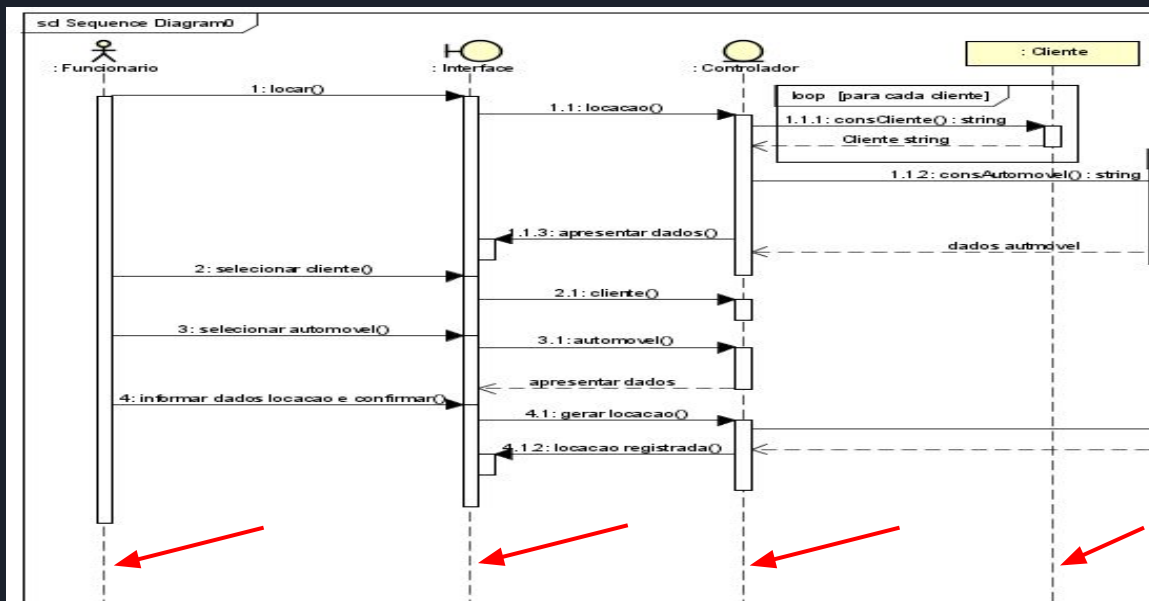 sd Sequence Diagram0
: Funcionario
: Interface
: Controlador
: Cliente
1: locar()
1.1: locacao()
loop [para cada cliente]
1.1.1: consCliente() : string
Cliente string
1.1.2: consAutomovel() : string
1.1.3: apresentar dados()
dados autmovel
2: selecionar cliente()
2.1: cliente()
3: selecionar automovel()
3.1: automovel()
apresentar dados
4: informar dados locacao e confirmar()
4.1: gerar locacao()
4.1.2: locacao registrada()